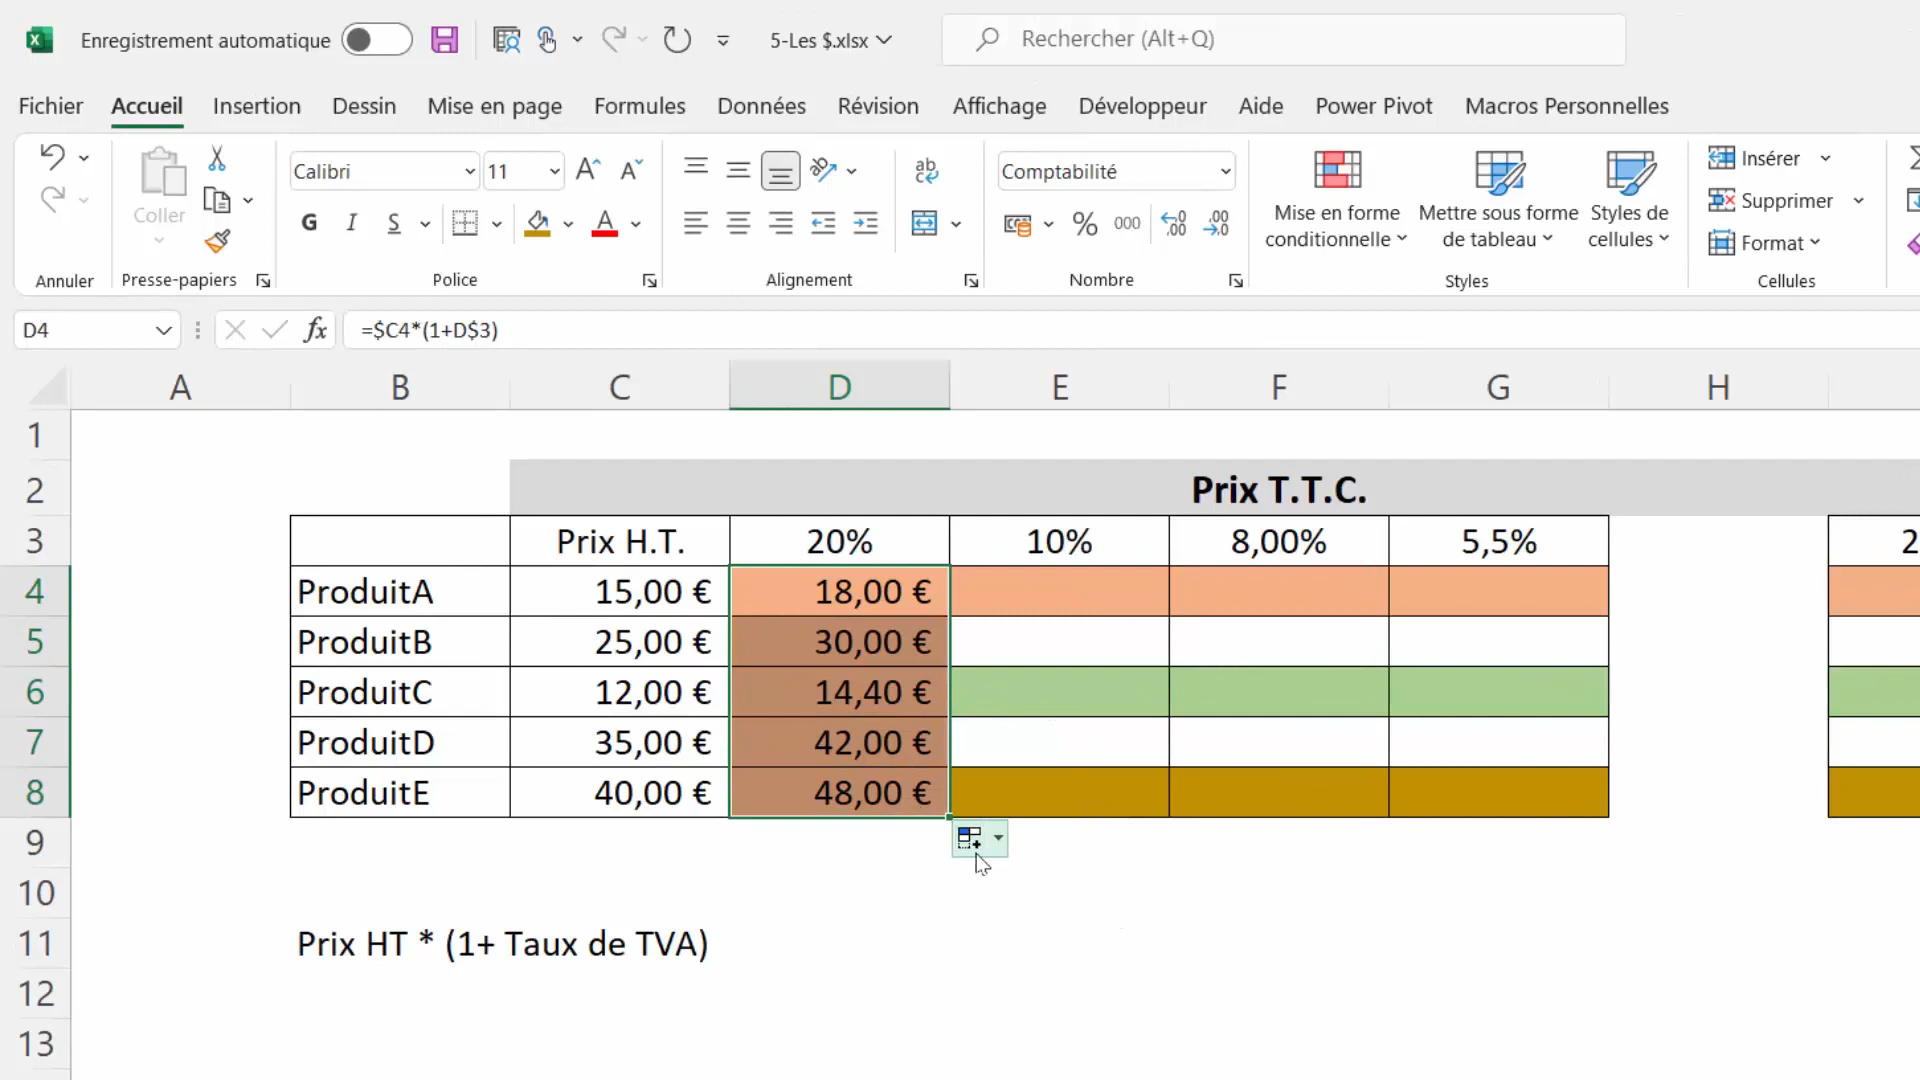 Enregistrement automatique
5-Les $.xlsx
Rechercher (Alt+Q)
Fichier Accueil Insertion Dessin Mise en page Formules Données Révision Affichage Développeur Aide Power Pivot Macros Personnelles
Coller
Calibri 11
G I S
ab
Comptabilité
% 000
Mise en forme conditionnelle
Mettre sous forme de tableau
Styles de cellules
Insérer
Supprimer
Format
Annuler Presse-papiers Police Alignement Nombre Styles Cellules
D4 fx =$C4*(1+D$3)
A B C D E F G H
1
2 Prix T.T.C.
3 Prix H.T. 20% 10% 8,00% 5,5% 2
4 ProduitA 15,00 € 18,00 €
5 ProduitB 25,00 € 30,00 €
6 ProduitC 12,00 € 14,40 €
7 ProduitD 35,00 € 42,00 €
8 ProduitE 40,00 € 48,00 €
9
10
11 Prix HT * (1+ Taux de TVA)
12
13